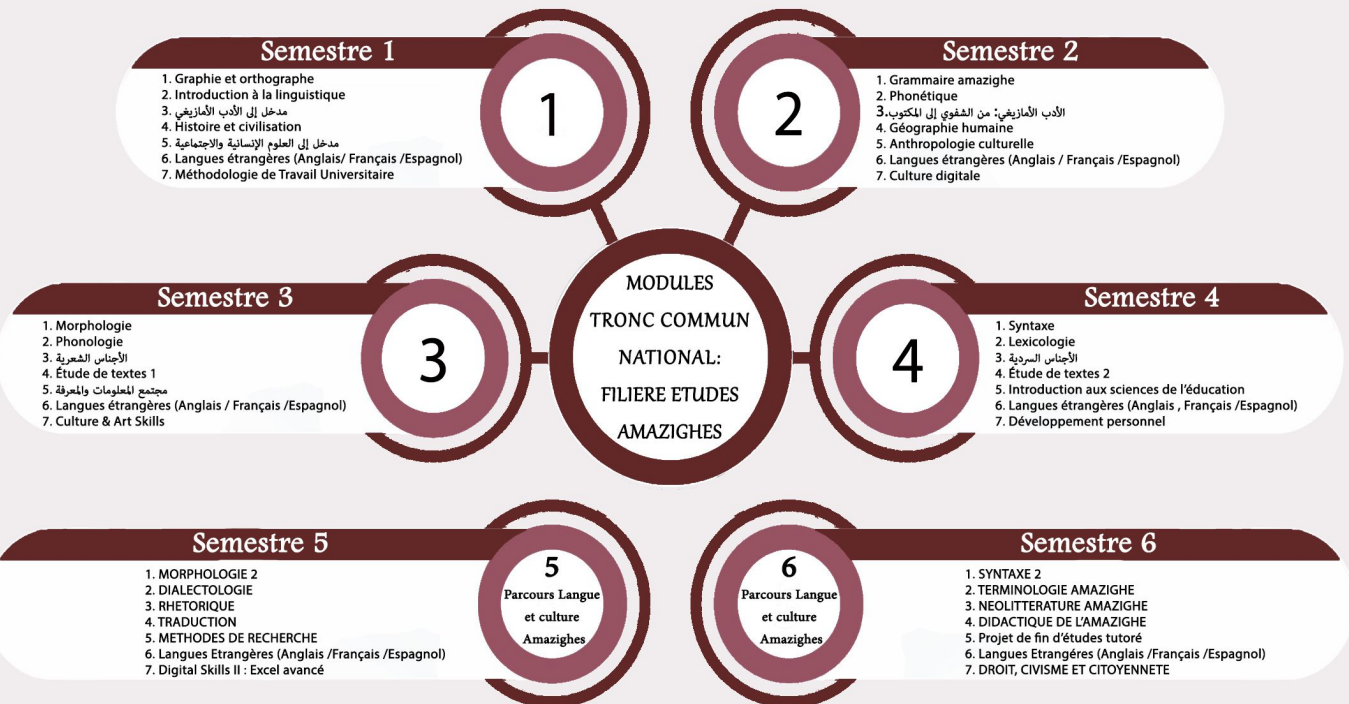 Semestre 1
1. Graphie et orthographe
2. Introduction à la linguistique
3. مدخل إلى الأدب الأمازيغي
4. Histoire et civilisation
5. مدخل إلى العلوم الإنسانية والاجتماعية
6. Langues étrangères (Anglais/ Français /Espagnol)
7. Méthodologie de Travail Universitaire
1
Semestre 2
1. Grammaire amazighe
2. Phonétique
3.الأدب الأمازيغي: من الشفوي إلى المكتوب
4. Géographie humaine
5. Anthropologie culturelle
6. Langues étrangères (Anglais / Français /Espagnol)
7. Culture digitale
2
MODULES
TRONC COMMUN
NATIONAL:
FILIERE ETUDES
AMAZIGHES
Semestre 3
1. Morphologie
2. Phonologie
3. الأجناس الشعرية
4. Étude de textes 1
5. مجتمع المعلومات والمعرفة
6. Langues étrangères (Anglais / Français /Espagnol)
7. Culture & Art Skills
3
Semestre 4
1. Syntaxe
2. Lexicologie
3. الأجناس السردية
4. Étude de textes 2
5. Introduction aux sciences de l'éducation
6. Langues étrangères (Anglais , Français /Espagnol)
7. Développement personnel
4
Semestre 5
1. MORPHOLOGIE 2
2. DIALECTOLOGIE
3. RHETORIQUE
4. TRADUCTION
5. METHODES DE RECHERCHE
6. Langues Etrangères (Anglais /Français /Espagnol)
7. Digital Skills II : Excel avancé
5
Parcours Langue
et culture
Amazighes
Semestre 6
1. SYNTAXE 2
2. TERMINOLOGIE AMAZIGHE
3. NEOLITTERATURE AMAZIGHE
4. DIDACTIQUE DE L'AMAZIGHE
5. Projet de fin d'études tutoré
6. Langues Etrangéres (Anglais /Français /Espagnol)
7. DROIT, CIVISME ET CITOYENNETE
6
Parcours Langue
et culture
Amazighes